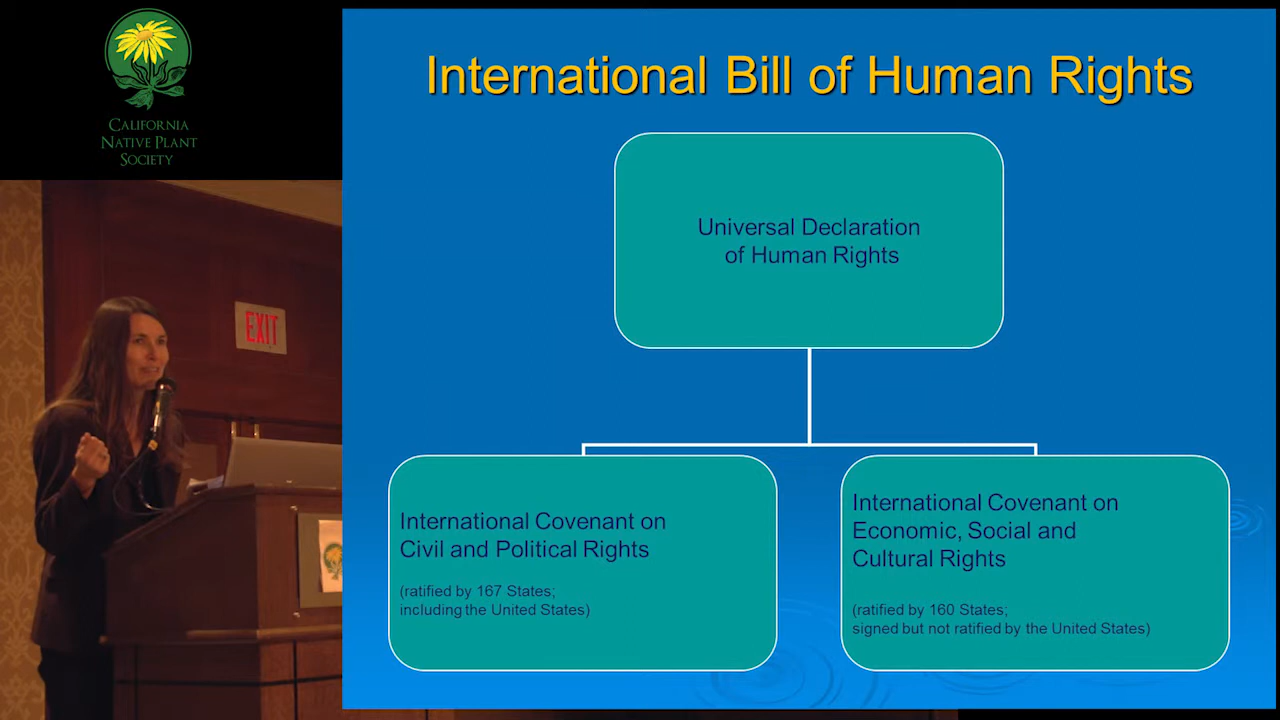 CALIFORNIA
NATIVE PLANT
SOCIETY
EXIT
International Bill of Human Rights
Universal Declaration
of Human Rights
International Covenant on
Civil and Political Rights
(ratified by 167 States;
including the United States)
International Covenant on
Economic, Social and
Cultural Rights
(ratified by 160 States;
signed but not ratified by the United States)